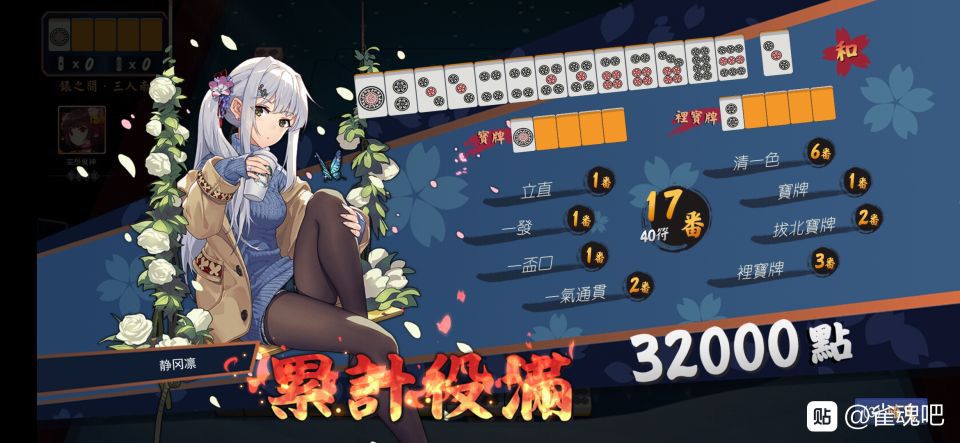 ×0 ×0
和
寶牌
裡寶牌
立直 1番
一發 1番
一盃口 1番
一氣通貫 2番
17番
40符
清一色 6番
寶牌 1番
拔北寶牌 2番
裡寶牌 3番
静冈凛
累計役滿
32000點
贴 @雀魂吧